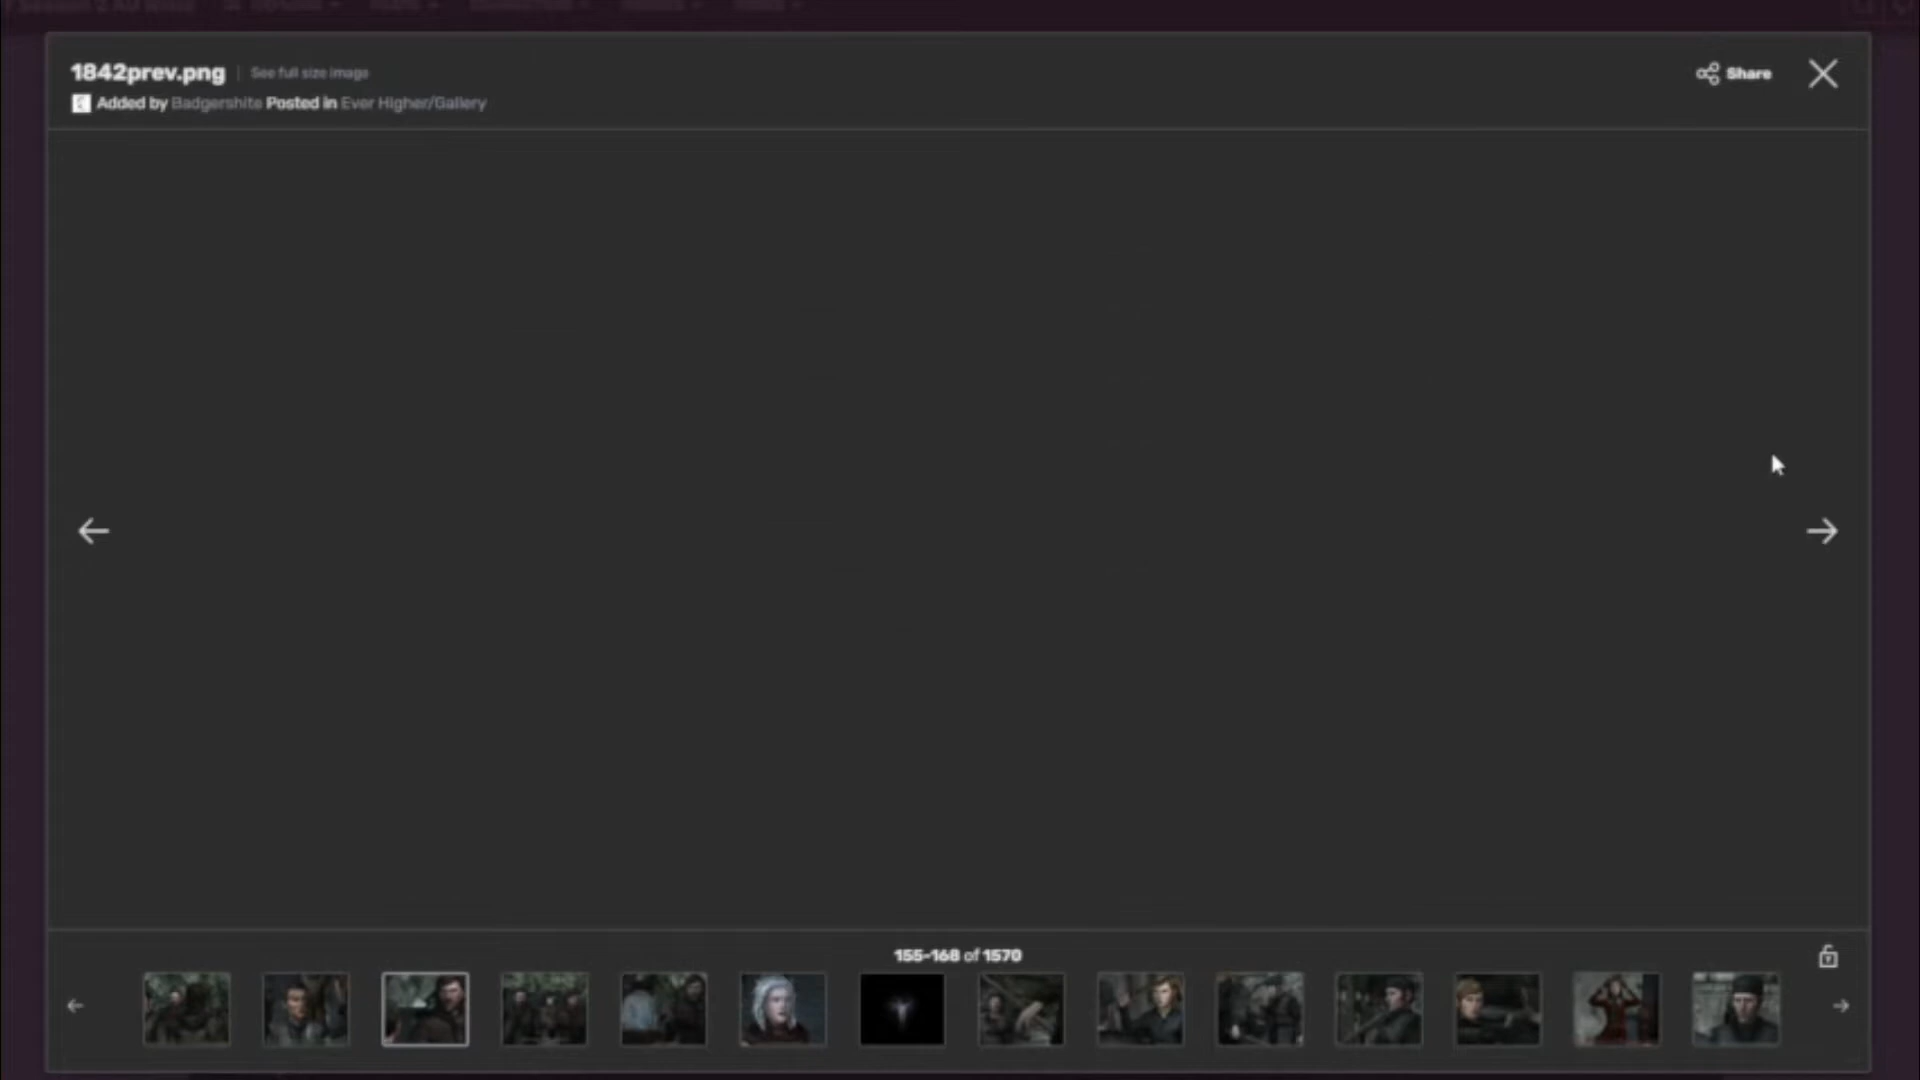 1842prev.png | See full size image
Share
Added by Badgershite Posted in Ever Higher/Gallery
155-168 of 1570